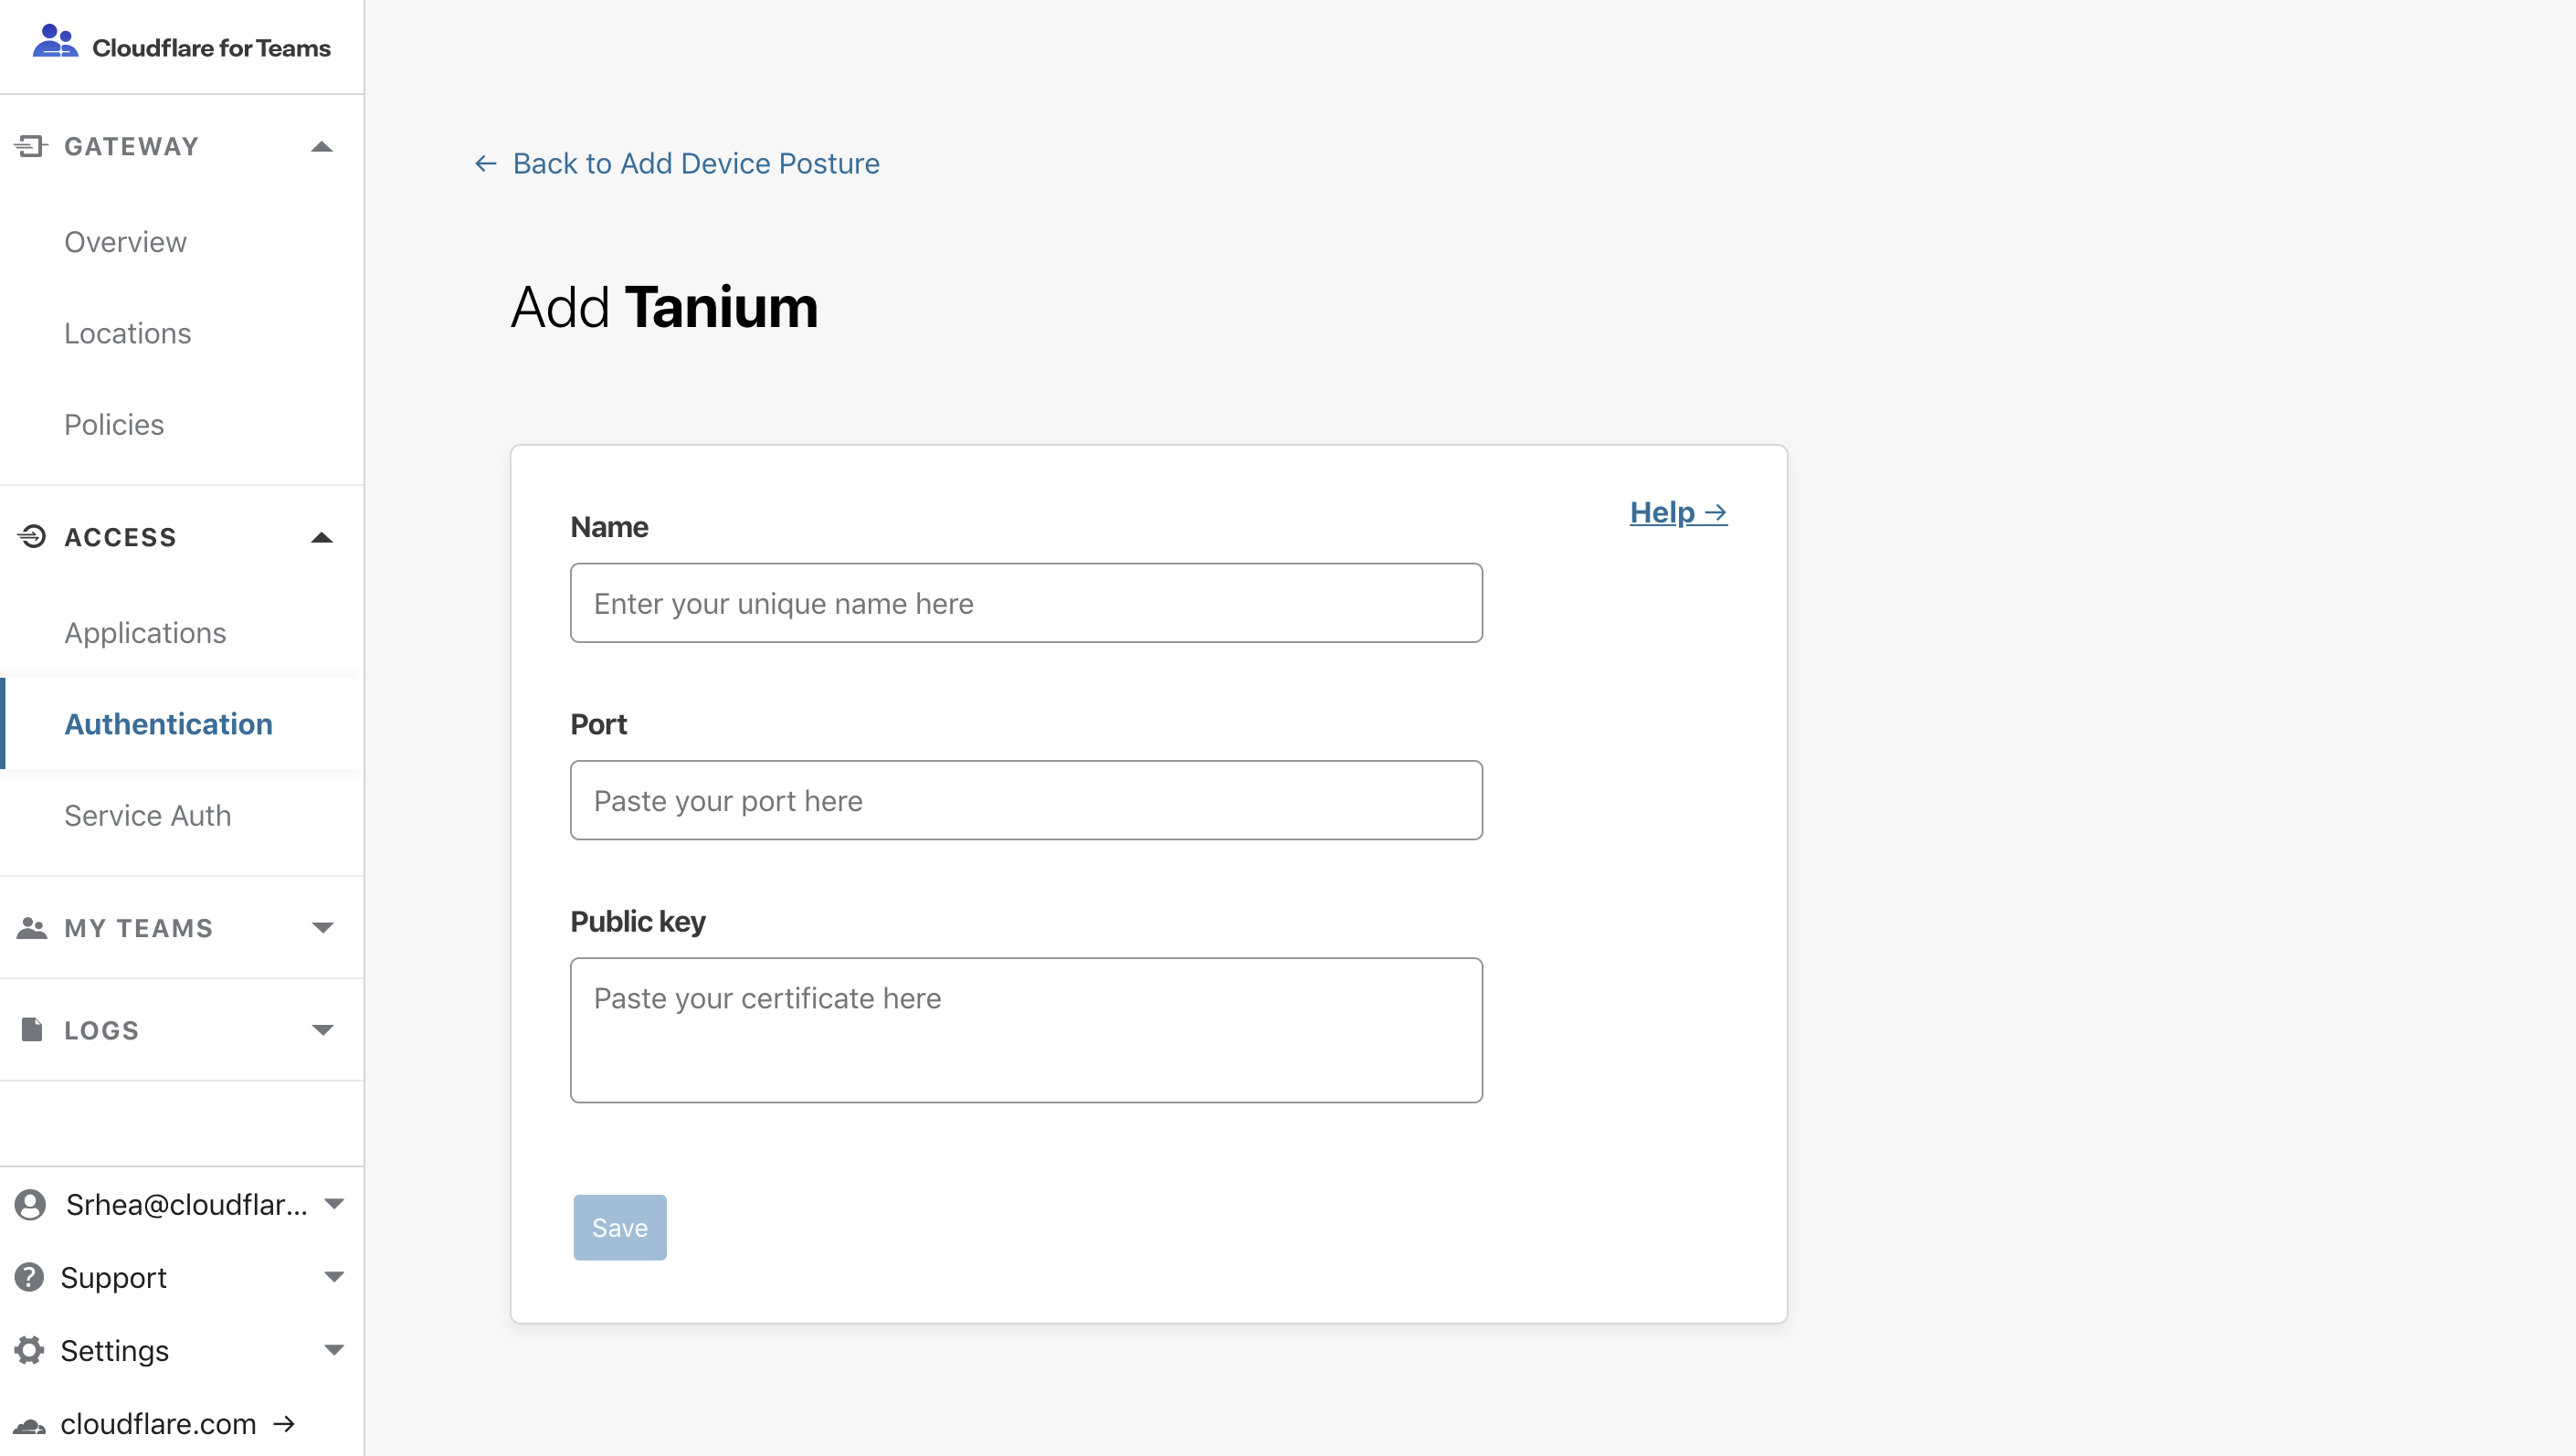 Cloudflare for Teams
GATEWAY
Overview
Locations
Policies
ACCESS
Applications
Authentication
Service Auth
MY TEAMS
LOGS
Srhea@cloudflar...
? Support
Settings
cloudflare.com →
← Back to Add Device Posture
Add Tanium
Help →
Name
Enter your unique name here
Port
Paste your port here
Public key
Paste your certificate here
Save